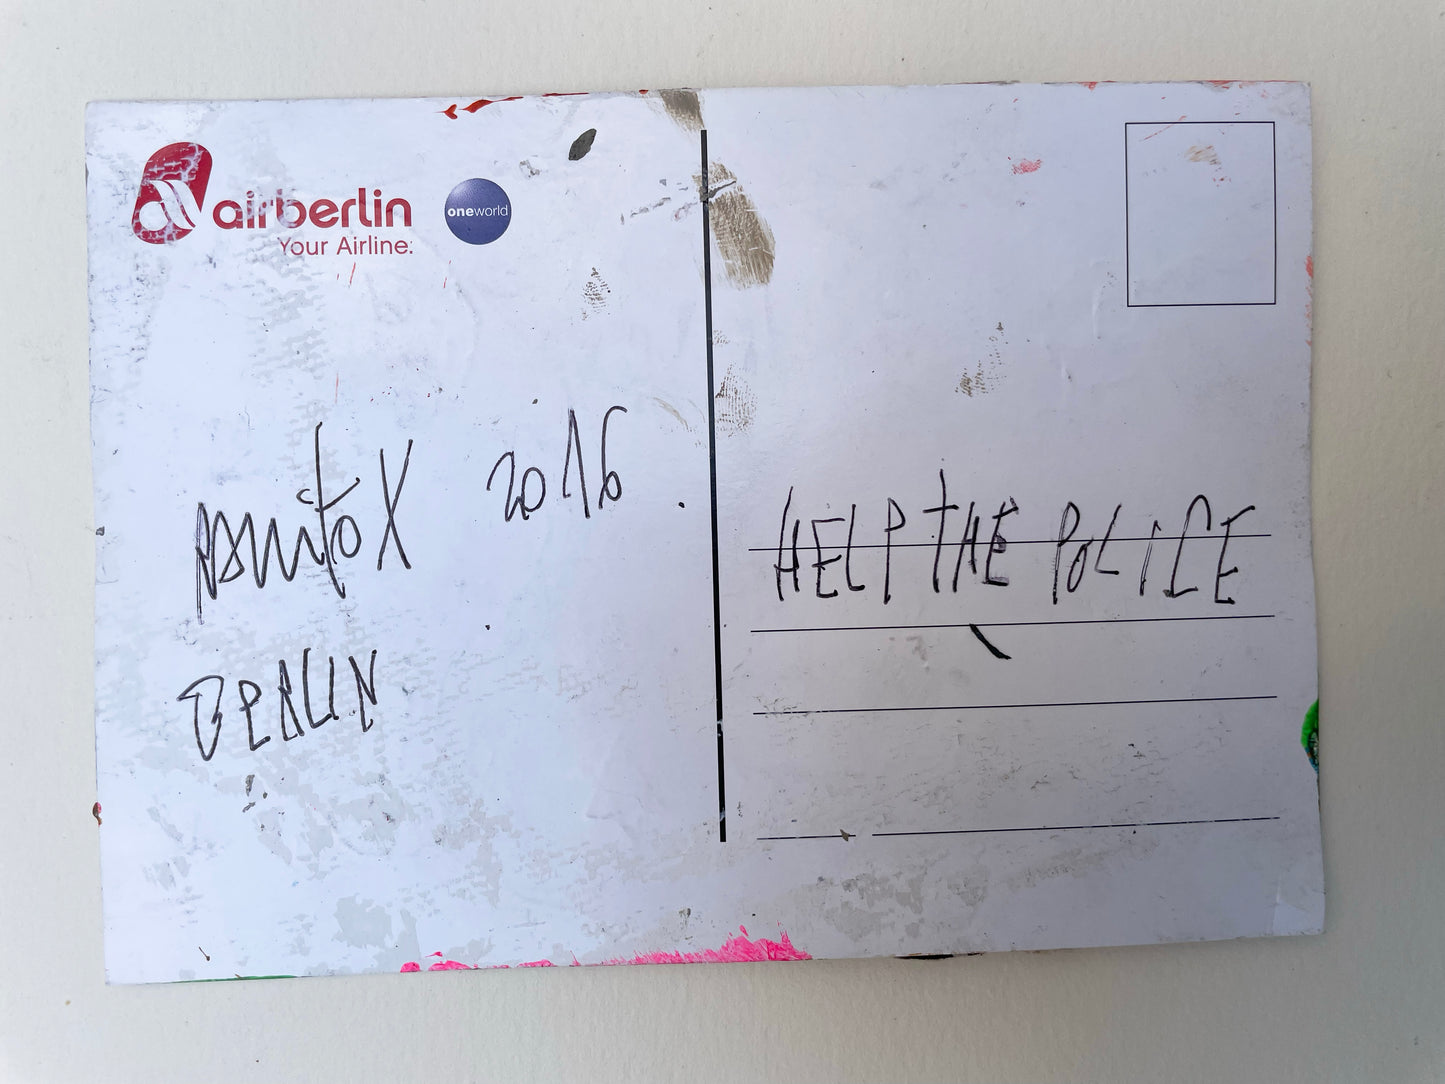 airberlin
Your Airline.
oneworld
2016
BERLIN
HELP THE POLICE